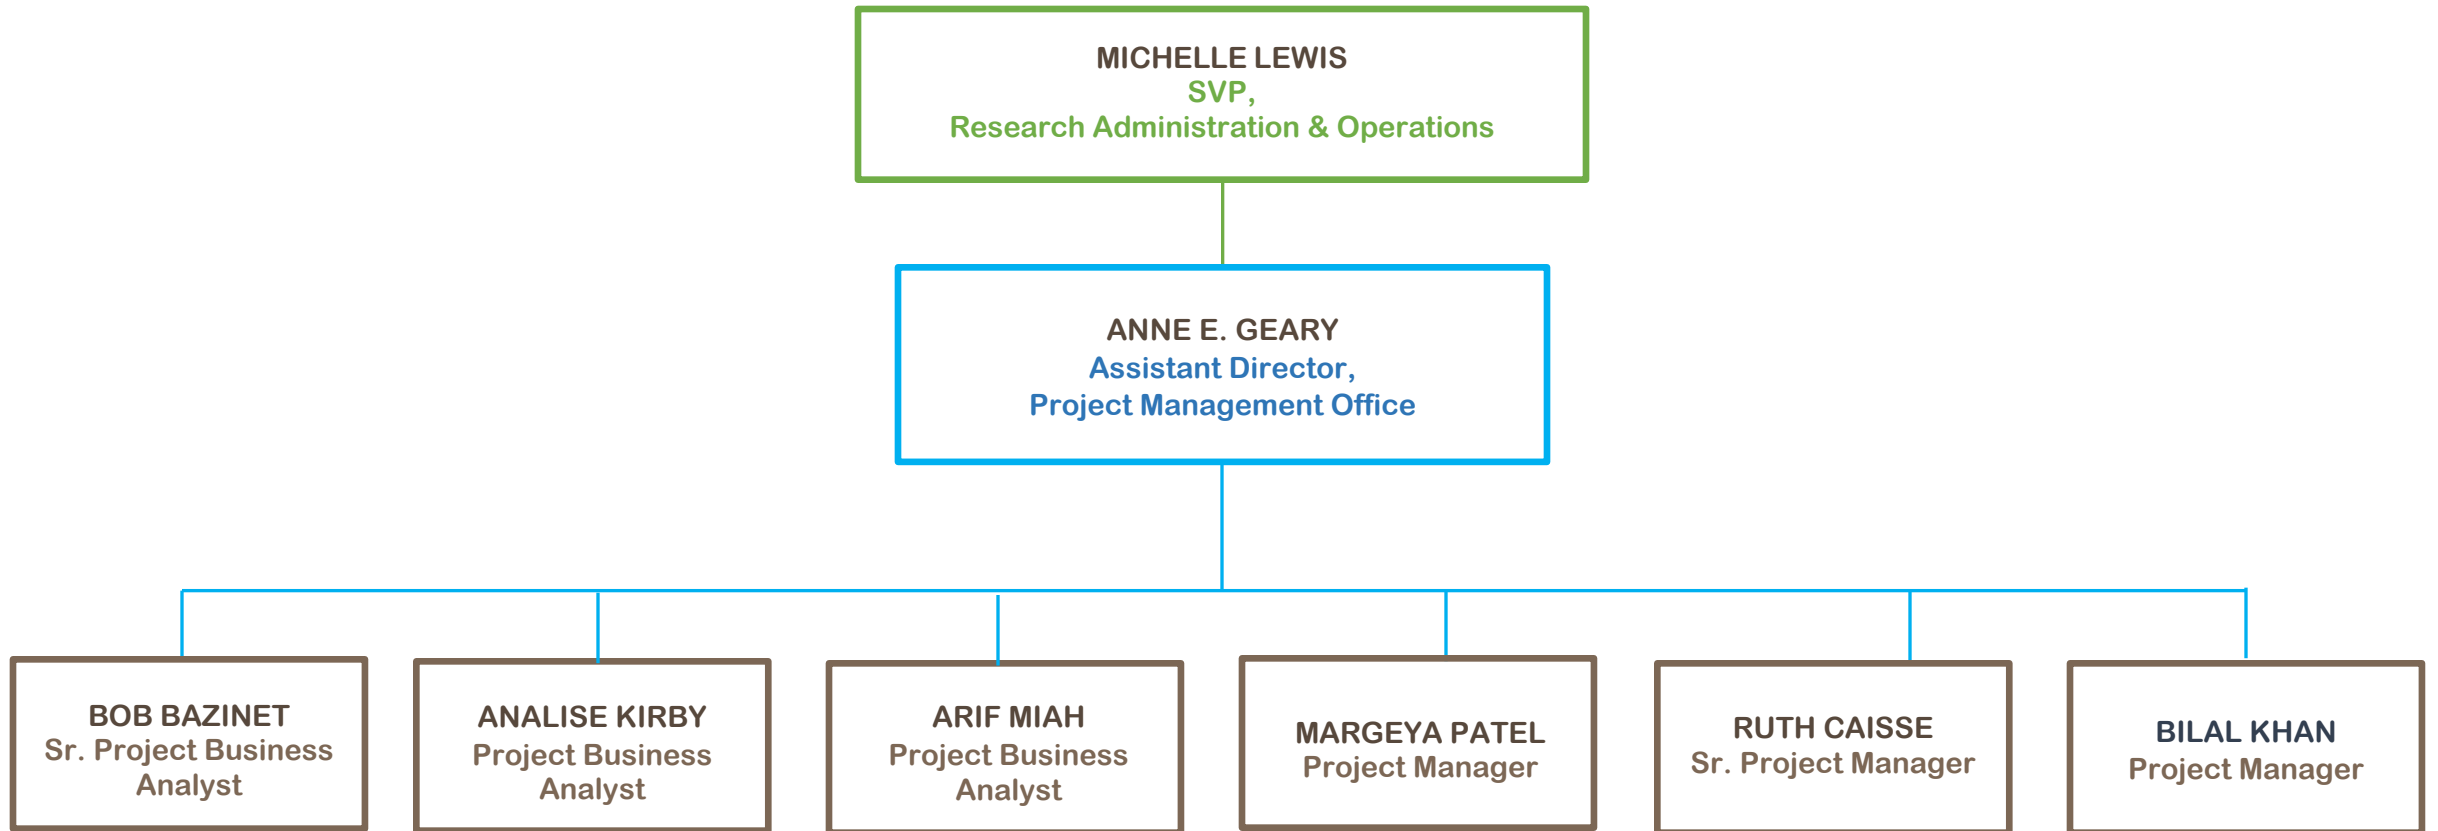 MICHELLE LEWIS
SVP,
Research Administration & Operations
ANNE E. GEARY
Assistant Director,
Project Management Office
BOB BAZINET
Sr. Project Business
Analyst
ANALISE KIRBY
Project Business
Analyst
ARIF MIAH
Project Business
Analyst
MARGEYA PATEL
Project Manager
RUTH CAISSE
Sr. Project Manager
BILAL KHAN
Project Manager